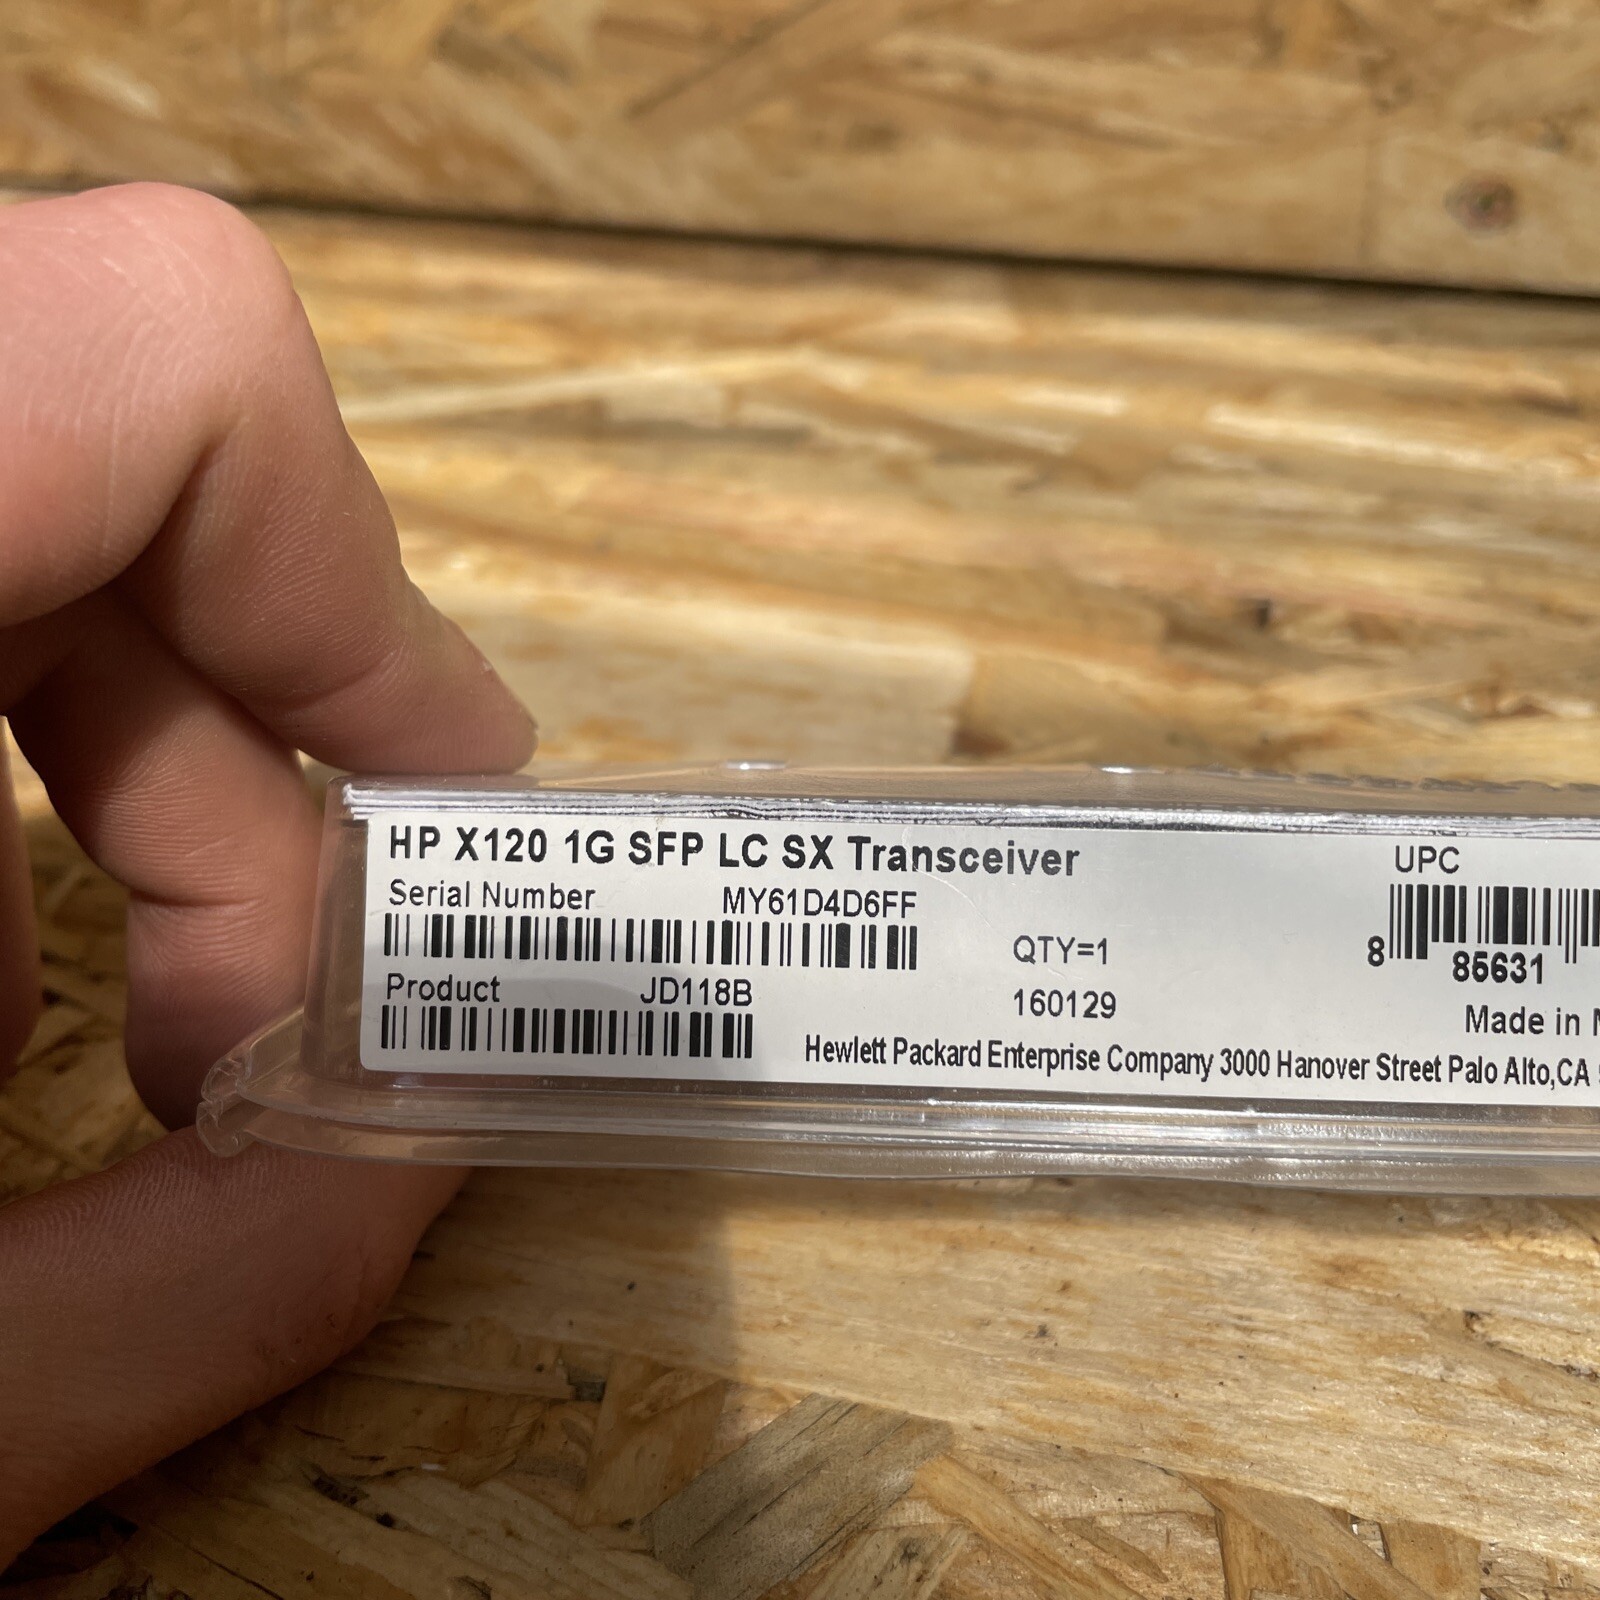 HP X120 1G SFP LC SX Transceiver
Serial Number MY61D4D6FF
Product JD118B
QTY=1
160129
UPC
8 85631
Made in
Hewlett Packard Enterprise Company 3000 Hanover Street Palo Alto,CA